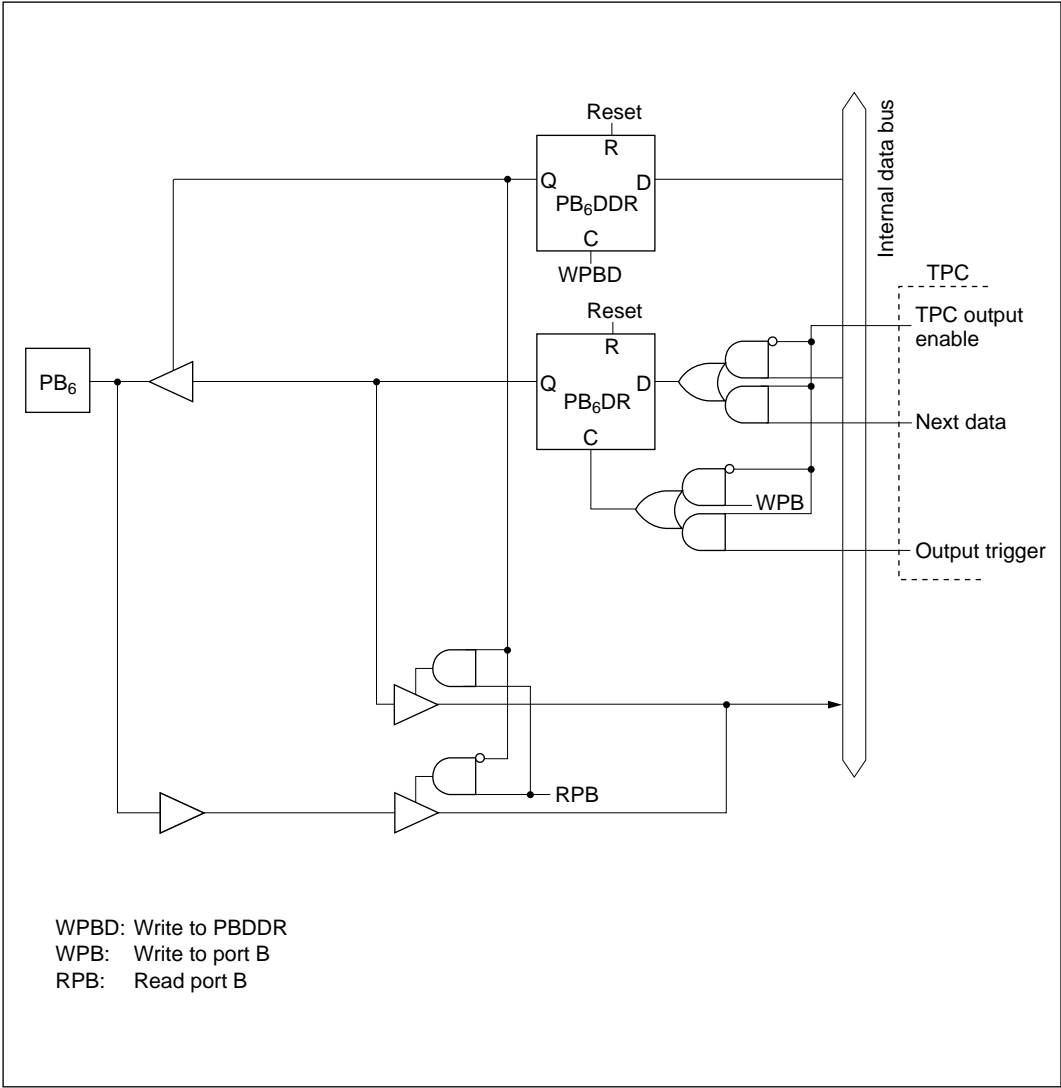 Reset
R
Q D
PB₆DDR
C
WPBD
Internal data bus
TPC
TPC output
enable
Reset
R
Q D
PB₆DR
C
PB₆
Next data
WPB
Output trigger
RPB
WPBD: Write to PBDDR
WPB: Write to port B
RPB: Read port B